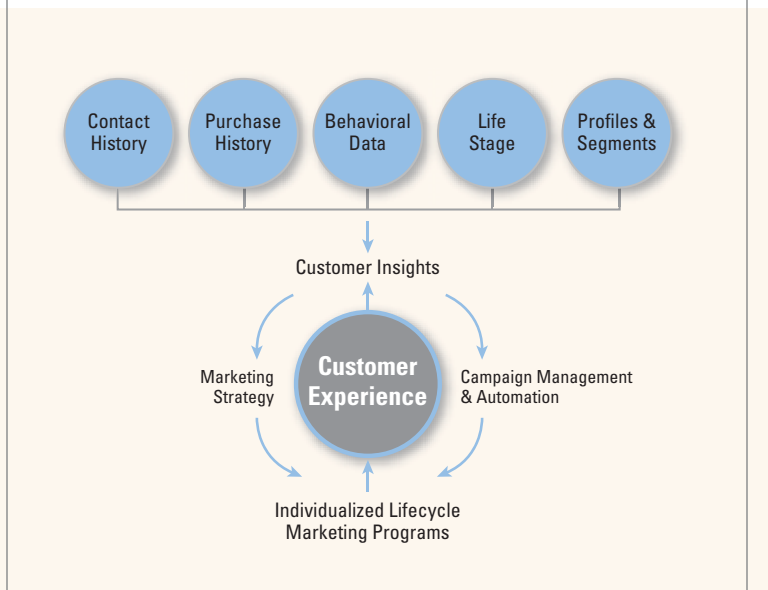 Contact
History
Purchase
History
Behavioral
Data
Life
Stage
Profiles &
Segments
Customer Insights
Marketing
Strategy
Customer
Experience
Campaign Management
& Automation
Individualized Lifecycle
Marketing Programs